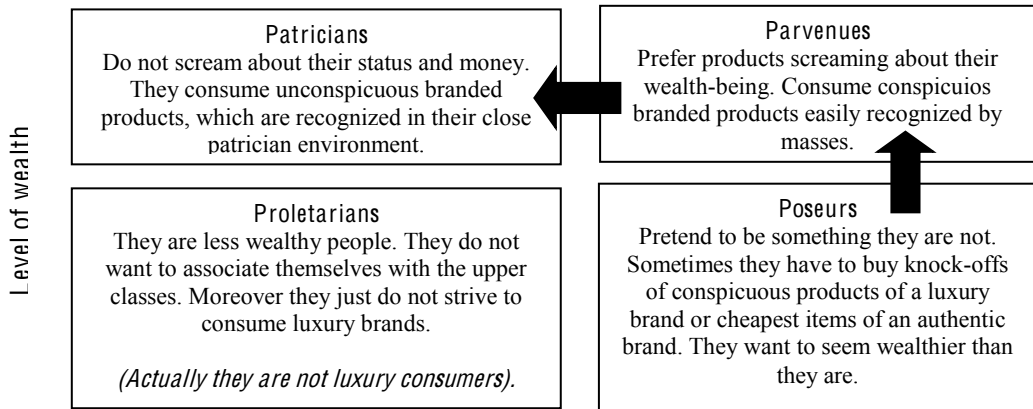 Level of wealth
Patricians
Do not scream about their status and money.
They consume unconspicuous branded
products, which are recognized in their close
patrician environment.
Parvenues
Prefer products screaming about their
wealth-being. Consume conspicuios
branded products easily recognized by
masses.
Proletarians
They are less wealthy people. They do not
want to associate themselves with the upper
classes. Moreover they just do not strive to
consume luxury brands.
(Actually they are not luxury consumers).
Poseurs
Pretend to be something they are not.
Sometimes they have to buy knock-offs
of conspicuous products of a luxury
brand or cheapest items of an authentic
brand. They want to seem wealthier than
they are.